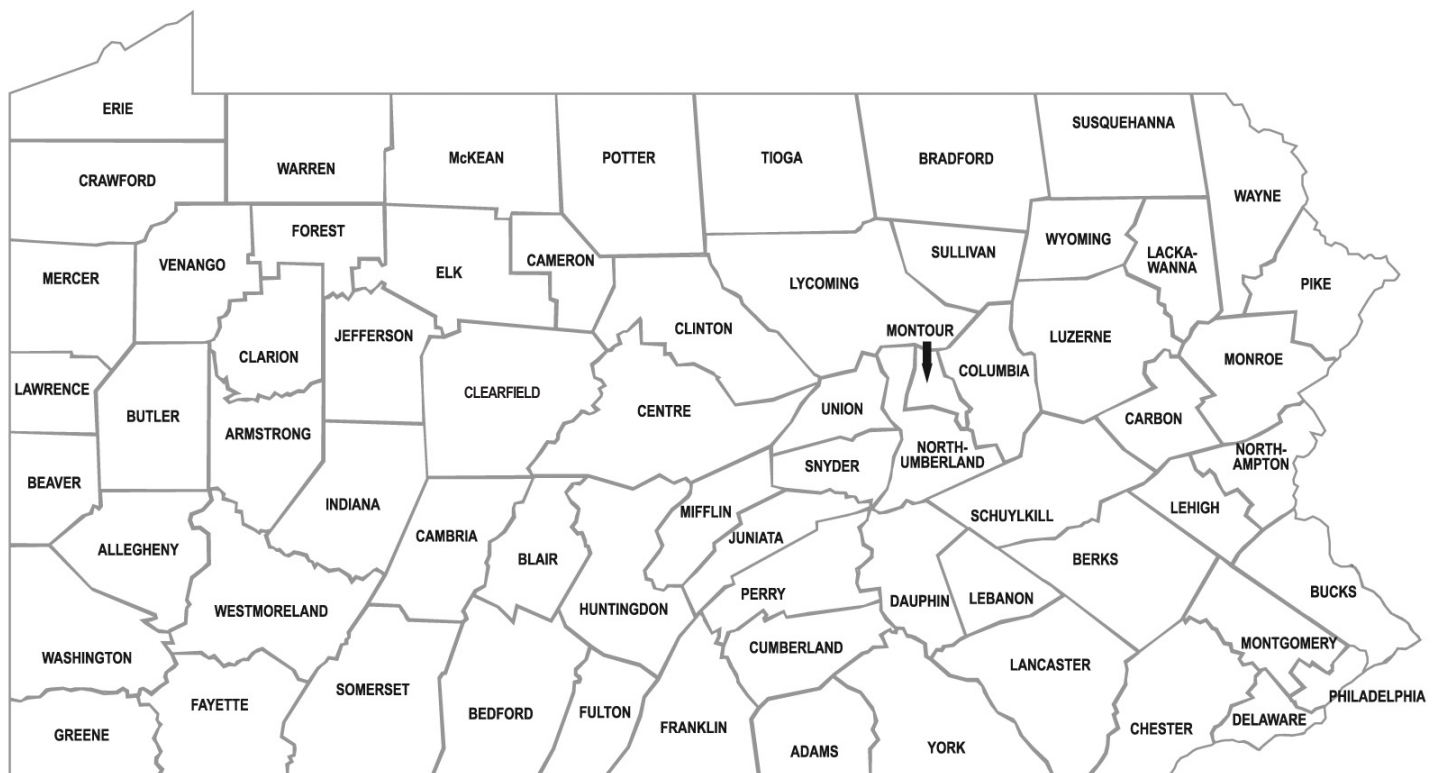 ERIE
SUSQUEHANNA
WARREN
McKEAN
POTTER
TIOGA
BRADFORD
CRAWFORD
WAYNE
FOREST
VENANGO
ELK
CAMERON
SULLIVAN
WYOMING
LACKA-
WANNA
MERCER
LYCOMING
PIKE
JEFFERSON
CLINTON
MONTOUR
LUZERNE
CLARION
COLUMBIA
MONROE
LAWRENCE
CLEARFIELD
BUTLER
CENTRE
UNION
CARBON
ARMSTRONG
NORTH-
UMBERLAND
NORTH-
AMPTON
SNYDER
BEAVER
INDIANA
MIFFLIN
LEHIGH
SCHUYLKILL
JUNIATA
CAMBRIA
ALLEGHENY
BLAIR
BERKS
PERRY
DAUPHIN
LEBANON
BUCKS
WESTMORELAND
HUNTINGDON
CUMBERLAND
MONTGOMERY
WASHINGTON
LANCASTER
SOMERSET
PHILADELPHIA
FAYETTE
BEDFORD
FULTON
FRANKLIN
DELAWARE
CHESTER
GREENE
ADAMS
YORK